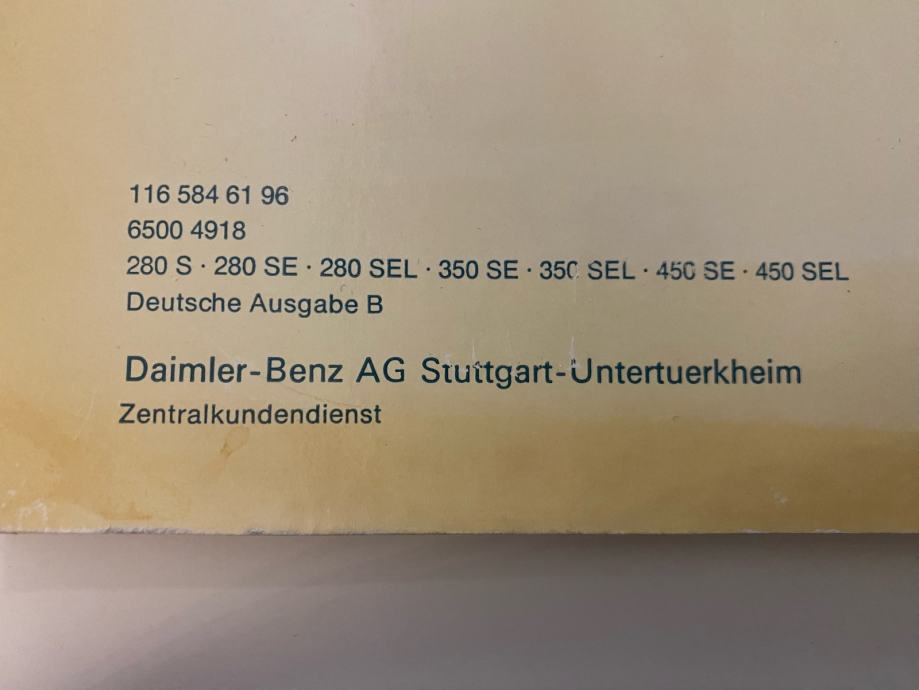 116 584 61 96
6500 4918
280 S · 280 SE · 280 SEL · 350 SE · 350 SEL · 450 SE · 450 SEL
Deutsche Ausgabe B
Daimler-Benz AG Stuttgart-Untertuerkheim
Zentralkundendienst